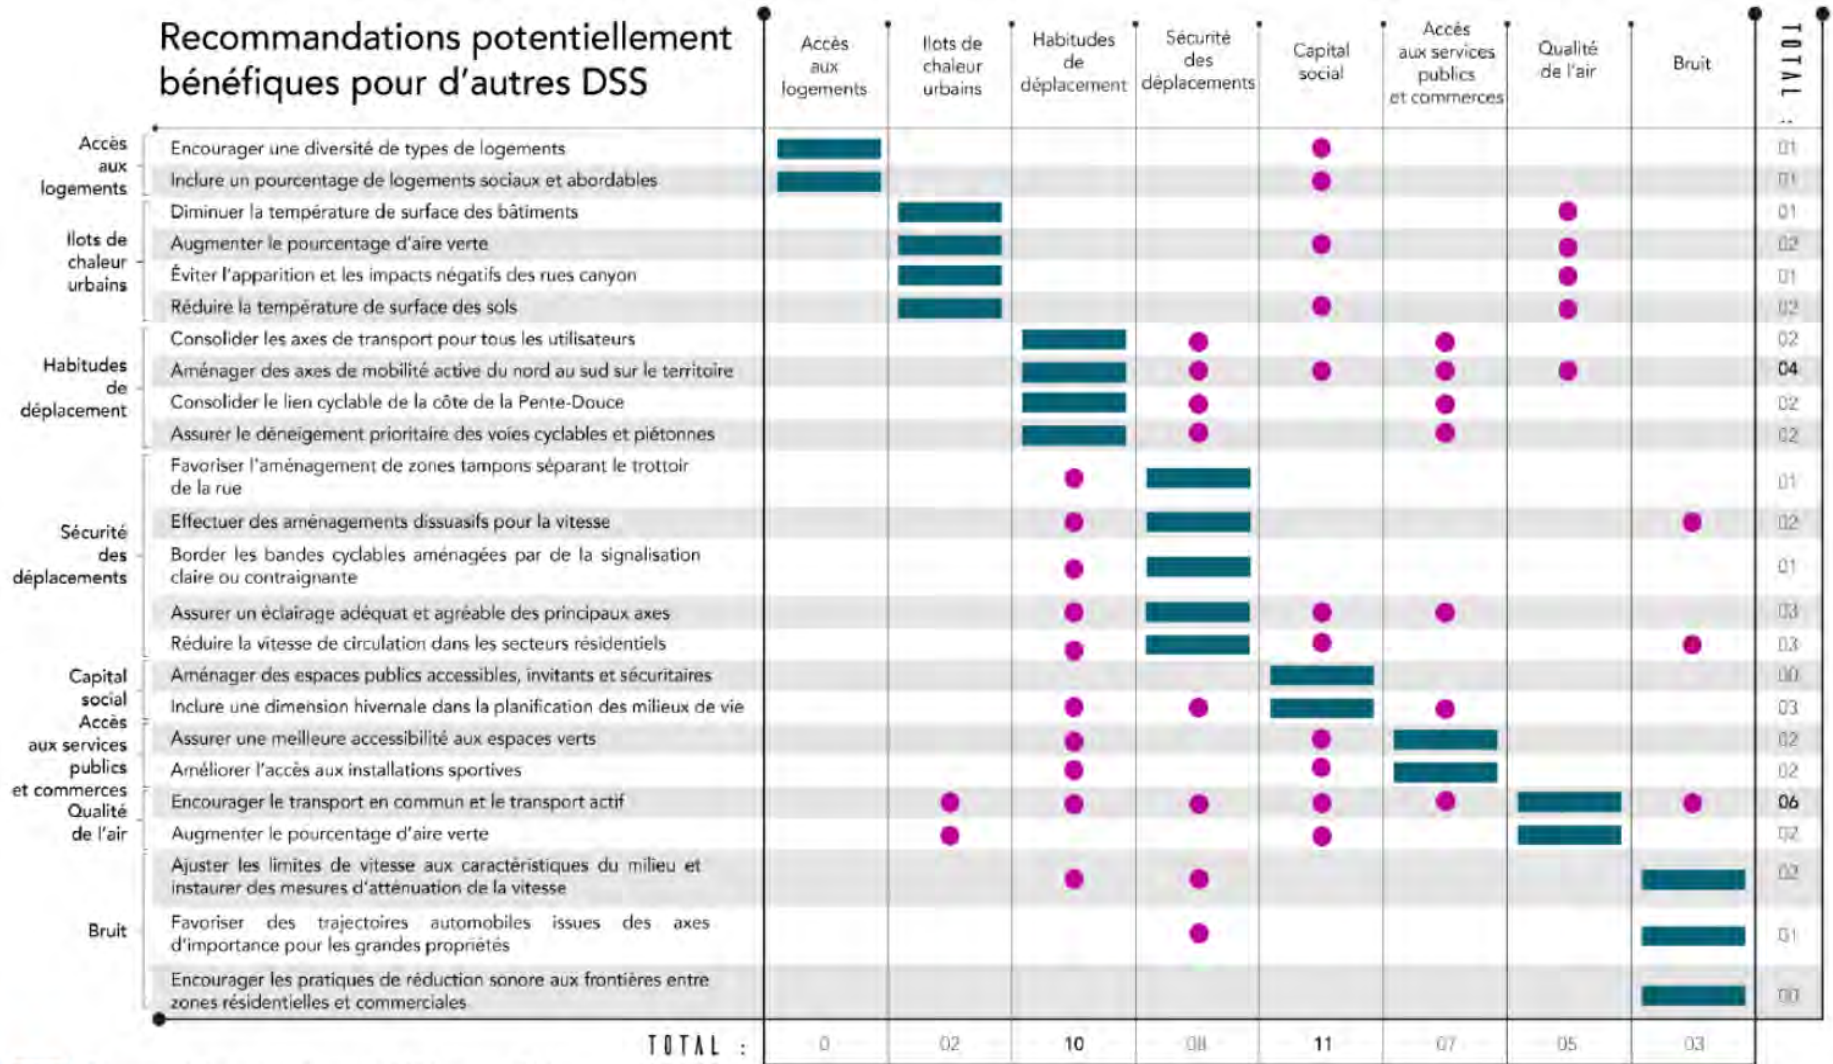 Recommandations potentiellement
bénéfiques pour d'autres DSS
Accès
aux
logements
Ilots de
chaleur
urbains
Habitudes
de
déplacement
Sécurité
des
déplacements
Capital
social
Accès
aux services
publics
et commerces
Qualité
de l'air
Bruit
TOTAL :
Accès
aux
logements
Encourager une diversité de types de logements 01
Inclure un pourcentage de logements sociaux et abordables 01
Ilots de
chaleur
urbains
Diminuer la température de surface des bâtiments 01
Augmenter le pourcentage d'aire verte 02
Éviter l'apparition et les impacts négatifs des rues canyon 01
Réduire la température de surface des sols 02
Habitudes
de
déplacement
Consolider les axes de transport pour tous les utilisateurs 02
Aménager des axes de mobilité active du nord au sud sur le territoire 04
Consolider le lien cyclable de la côte de la Pente-Douce 02
Assurer le déneigement prioritaire des voies cyclables et piétonnes 02
Sécurité
des
déplacements
Favoriser l'aménagement de zones tampons séparant le trottoir
de la rue 01
Effectuer des aménagements dissuasifs pour la vitesse 02
Border les bandes cyclables aménagées par de la signalisation
claire ou contraignante 01
Assurer un éclairage adéquat et agréable des principaux axes 03
Réduire la vitesse de circulation dans les secteurs résidentiels 03
Capital
social
Aménager des espaces publics accessibles, invitants et sécuritaires 00
Inclure une dimension hivernale dans la planification des milieux de vie 03
Accès
aux services
publics
et commerces
Assurer une meilleure accessibilité aux espaces verts 02
Améliorer l'accès aux installations sportives 02
Qualité
de l'air
Encourager le transport en commun et le transport actif 06
Augmenter le pourcentage d'aire verte 02
Bruit
Ajuster les limites de vitesse aux caractéristiques du milieu et
instaurer des mesures d'atténuation de la vitesse 02
Favoriser des trajectoires automobiles issues des axes
d'importance pour les grandes propriétés 01
Encourager les pratiques de réduction sonore aux frontières entre
zones résidentielles et commerciales 00
TOTAL : 0 02 10 08 11 07 05 03